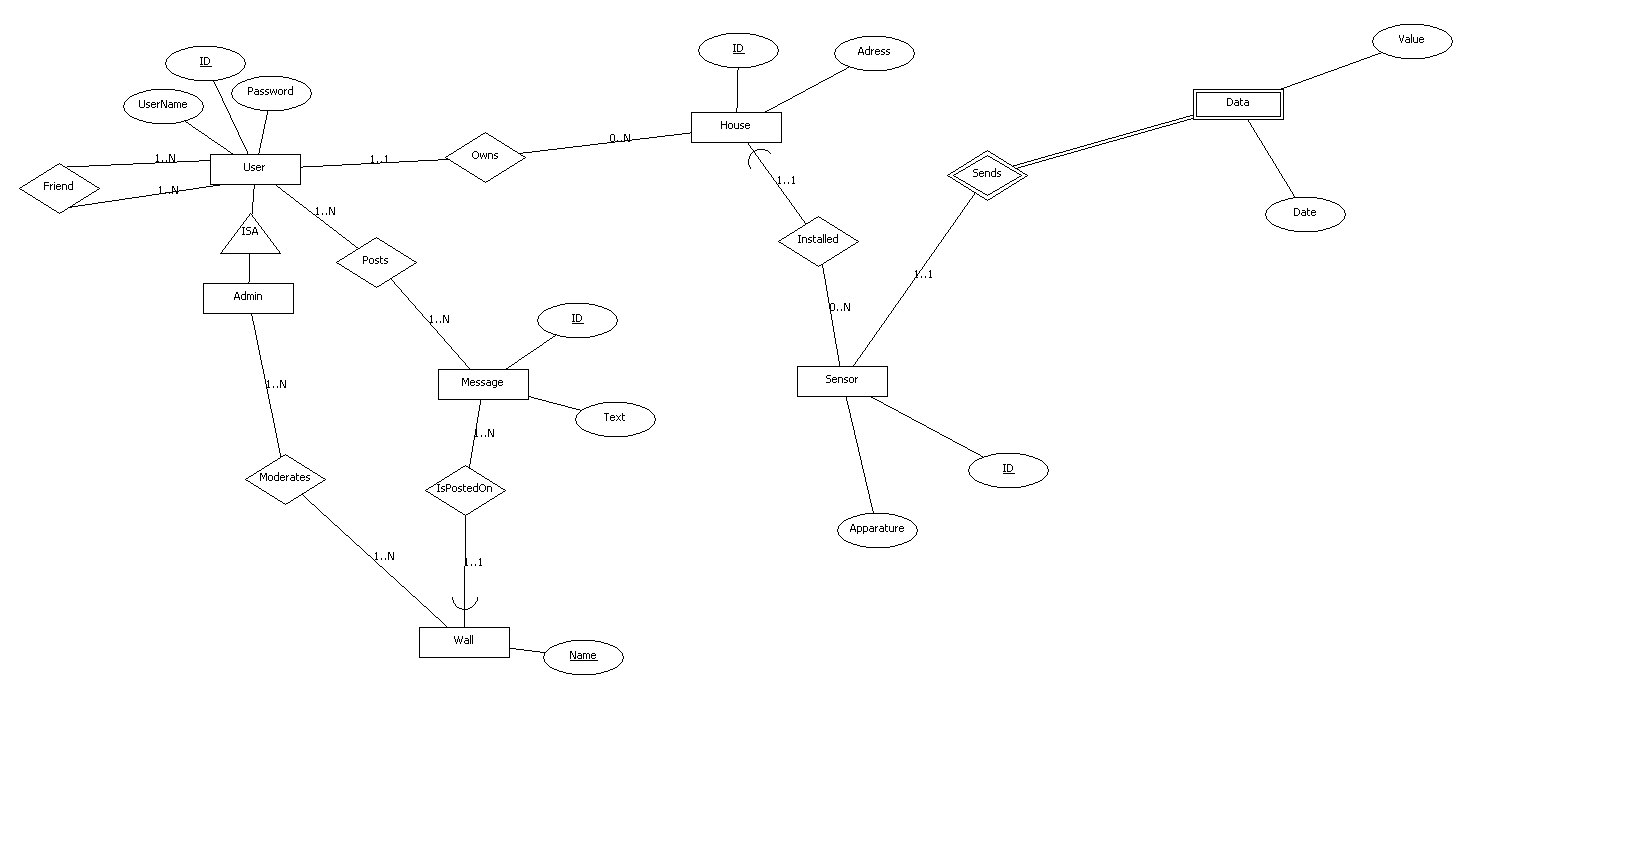 Value
ID
Adress
ID
Password
UserName
Data
House
0..N
Owns
1..1
User
1..N
Friend
1..N
Sends
1..1
Date
1..N
ISA
Installed
Posts
1..1
Admin
0..N
ID
1..N
Message
Sensor
1..N
Text
1..N
ID
Moderates
IsPostedOn
Apparature
1..N
1..1
Wall
Name